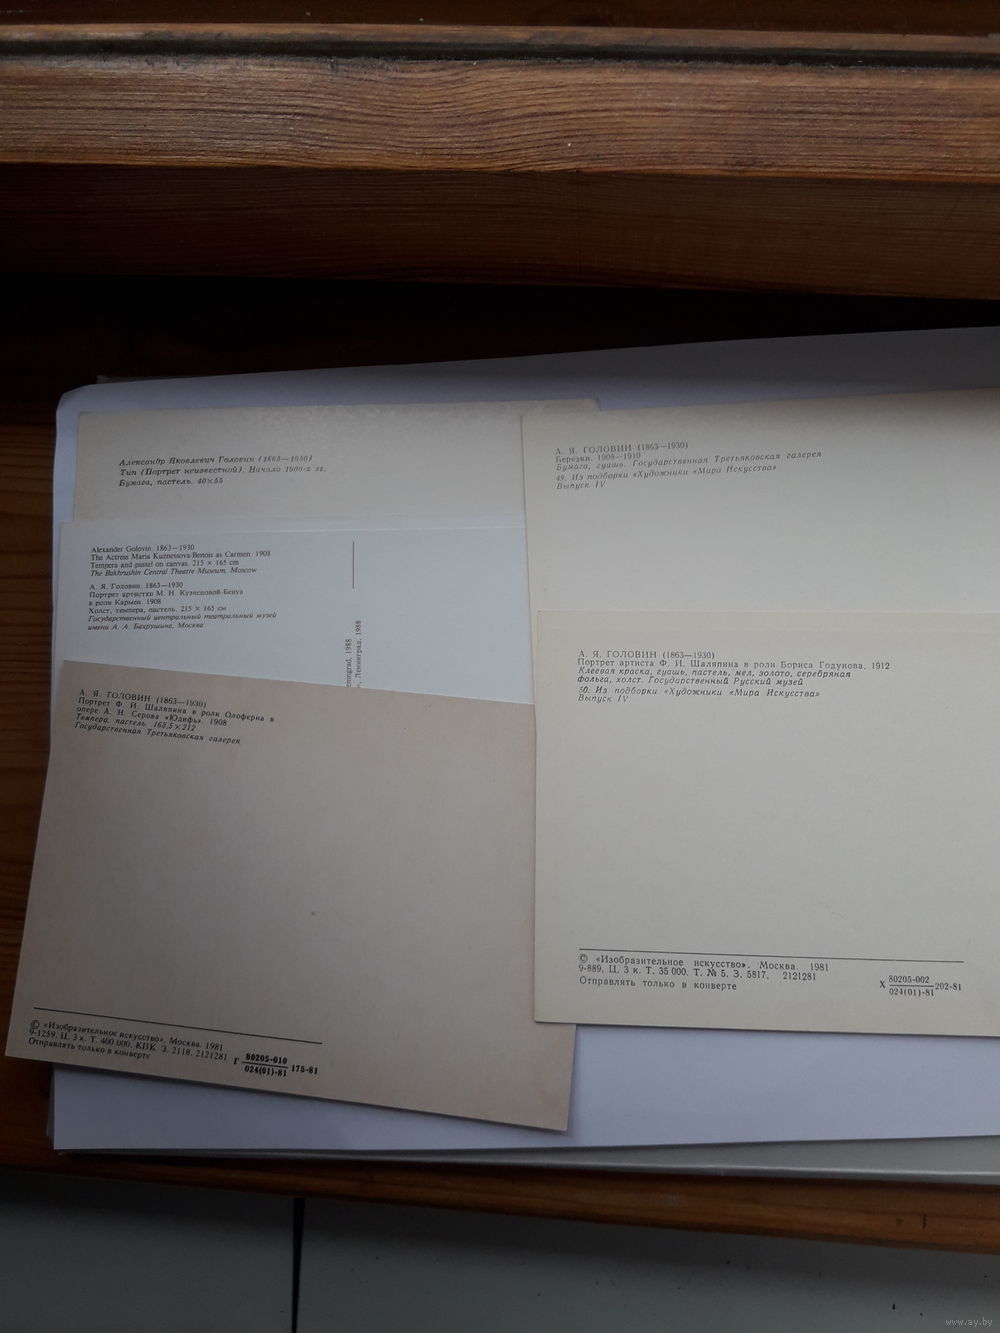 Александр Яковлевич Головин (1863—1930)
Тип (Портрет неизвестной). Начало 1900-х гг.
Бумага, пастель. 40×55
Alexander Golovin. 1863—1930
The Actress Maria Kuznetsova-Benois as Carmen. 1908
Tempera and pastel on canvas. 215 × 165 cm
The Bakhrushin Central Theatre Museum, Moscow
А. Я. Головин. 1863—1930
Портрет артистки М. Н. Кузнецовой-Бенуа
в роли Кармен. 1908
Холст, темпера, пастель. 215 × 165 см
Государственный центральный театральный музей
имени А. А. Бахрушина, Москва
1988
, Ленинград, 1988
А. Я. ГОЛОВИН (1863—1930)
Портрет Ф. И. Шаляпина в роли Олоферна в
опере А. Н. Серова «Юдифь». 1908
Темпера, пастель. 163,5×212
Государственная Третьяковская галерея
© «Изобразительное искусство». Москва. 1981
9-1259. Ц. 3 к. Т. 400 000. КПК. З. 2118. 2121281
Отправлять только в конверте
Г 80205-010 175-81
024(01)-81
А. Я. ГОЛОВИН (1863—1930)
Березки. 1908—1910
Бумага, гуашь. Государственная Третьяковская галерея
49. Из подборки «Художники «Мира Искусства»
Выпуск IV
А. Я. ГОЛОВИН (1863—1930)
Портрет артиста Ф. И. Шаляпина в роли Бориса Годунова. 1912
Клеевая краска, гуашь, пастель, мел, золото, серебряная
фольга, холст. Государственный Русский музей
50. Из подборки «Художники «Мира Искусства»
Выпуск IV
© «Изобразительное искусство». Москва. 1981
9-889. Ц. 3 к. Т. 35 000. Т. № 5. З. 5817. 2121281
Отправлять только в конверте
Х 80205-002 202-81
024(01)-81
www.ay.by